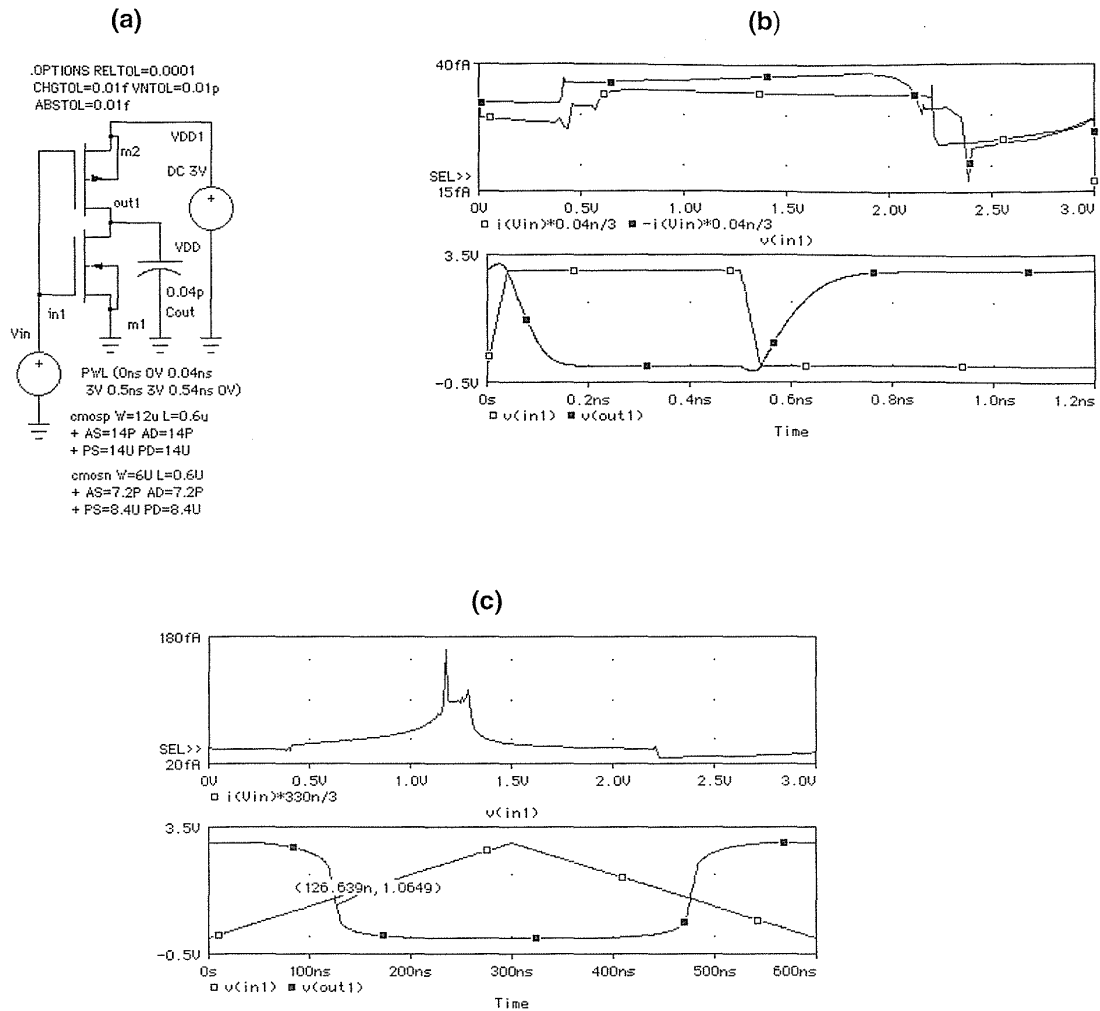 (a)
.OPTIONS RELTOL=0.0001
CHGTOL=0.01f VNTOL=0.01p
ABSTOL=0.01f
VDD1
m2
DC 3V
out1
VDD
0.04p
in1
Cout
m1
Vin
PWL (0ns 0V 0.04ns
3V 0.5ns 3V 0.54ns 0V)
cmosp W=12u L=0.6u
+ AS=14P AD=14P
+ PS=14U PD=14U
cmosn W=6U L=0.6U
+ AS=7.2P AD=7.2P
+ PS=8.4U PD=8.4U
(b)
40fA
SEL>>
15fA
0V 0.5V 1.0V 1.5V 2.0V 2.5V 3.0V
i(Vin)*0.04n/3 -i(Vin)*0.04n/3
v(in1)
3.5V
-0.5V
0s 0.2ns 0.4ns 0.6ns 0.8ns 1.0ns 1.2ns
v(in1) v(out1)
Time
(c)
180fA
SEL>>
20fA
0V 0.5V 1.0V 1.5V 2.0V 2.5V 3.0V
i(Vin)*330n/3
v(in1)
3.5V
(126.639n,1.0649)
-0.5V
0s 100ns 200ns 300ns 400ns 500ns 600ns
v(in1) v(out1)
Time